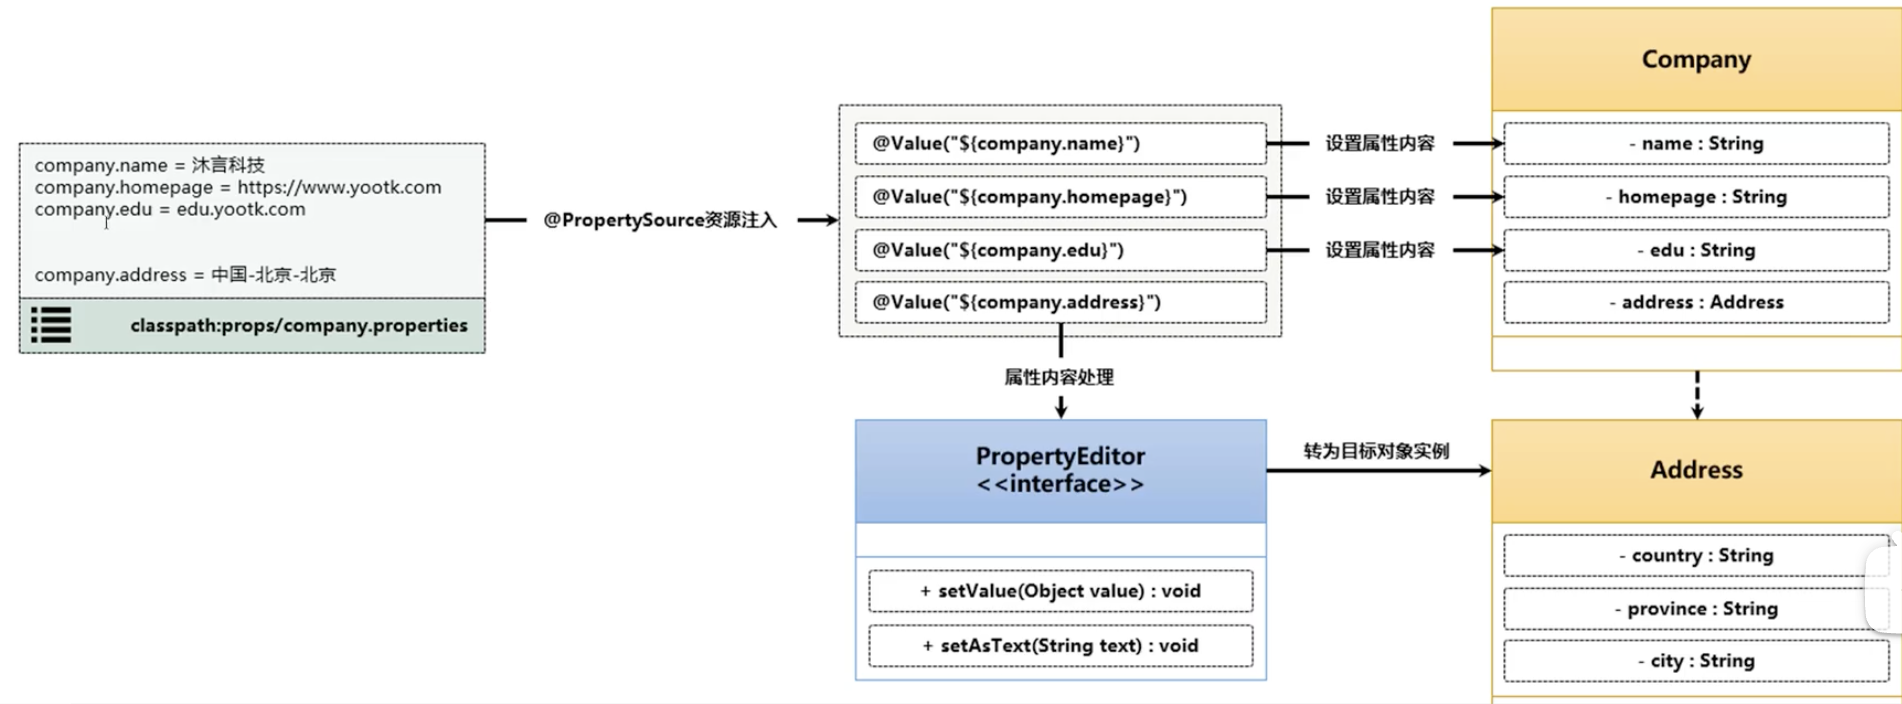 company.name = 沐言科技
company.homepage = https://www.yootk.com
company.edu = edu.yootk.com
company.address = 中国-北京-北京
classpath:props/company.properties
@PropertySource资源注入
@Value("${company.name}")
@Value("${company.homepage}")
@Value("${company.edu}")
@Value("${company.address}")
设置属性内容
设置属性内容
设置属性内容
Company
- name : String
- homepage : String
- edu : String
- address : Address
属性内容处理
PropertyEditor
<<interface>>
+ setValue(Object value) : void
+ setAsText(String text) : void
转为目标对象实例
Address
- country : String
- province : String
- city : String